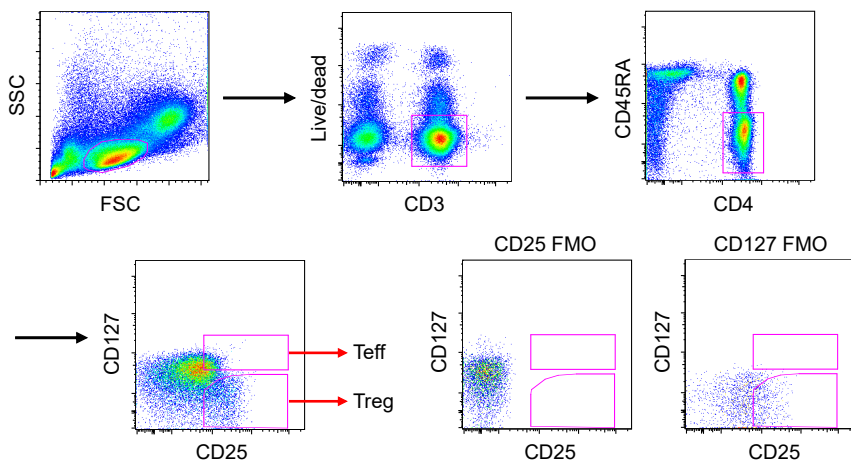 SSC
FSC
Live/dead
CD3
CD45RA
CD4
CD127
CD25
Teff
Treg
CD25 FMO
CD127
CD25
CD127 FMO
CD127
CD25